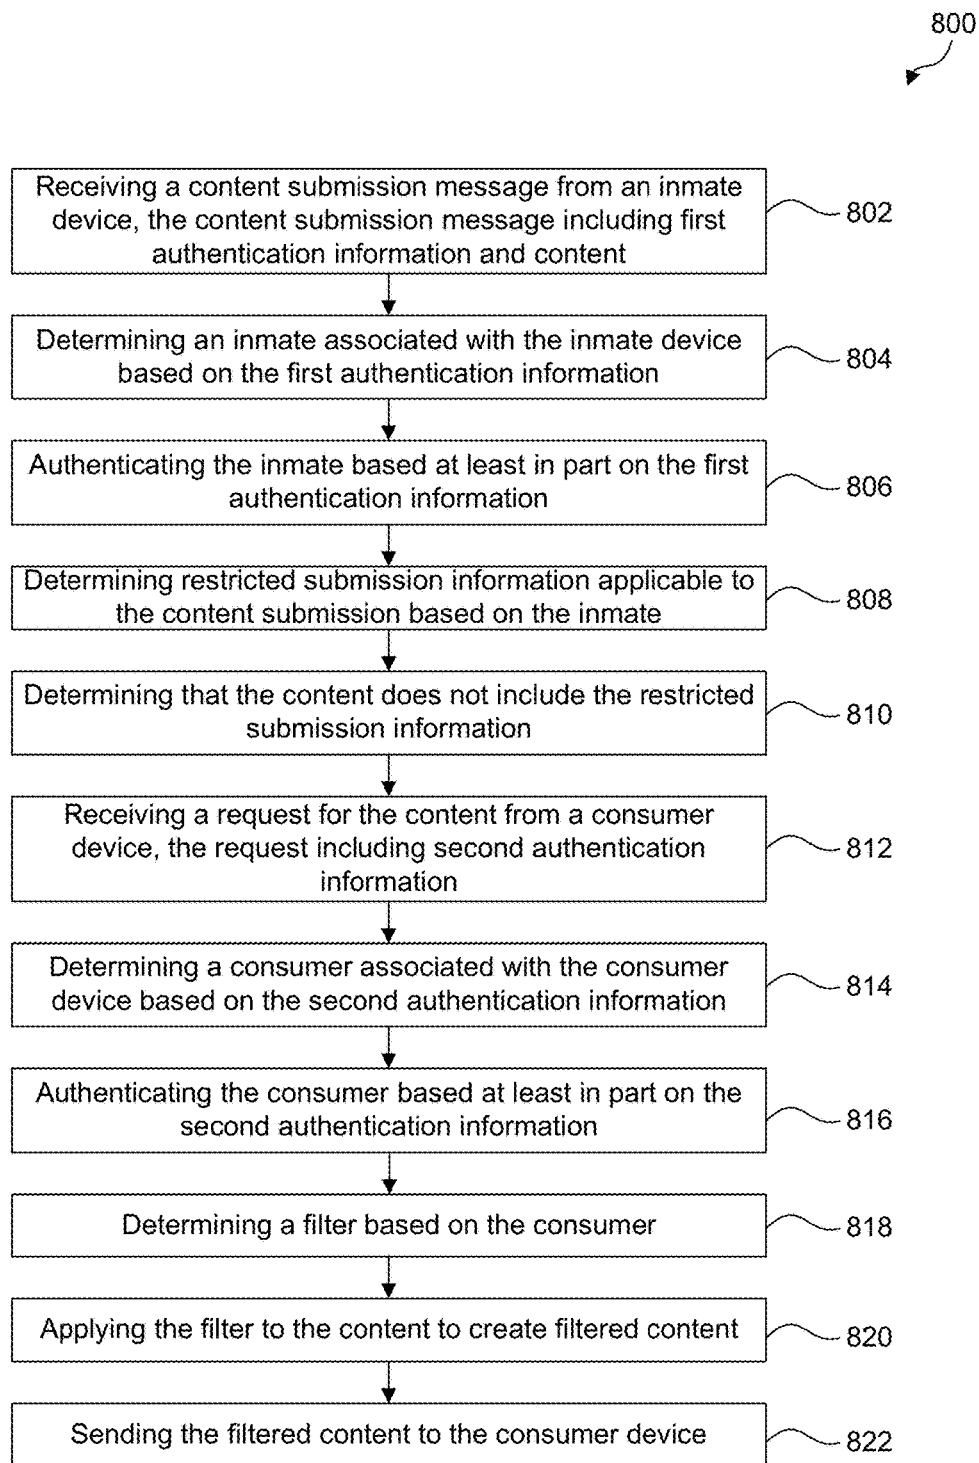 800
Receiving a content submission message from an inmate
device, the content submission message including first
authentication information and content
802
Determining an inmate associated with the inmate device
based on the first authentication information
804
Authenticating the inmate based at least in part on the first
authentication information
806
Determining restricted submission information applicable to
the content submission based on the inmate
808
Determining that the content does not include the restricted
submission information
810
Receiving a request for the content from a consumer
device, the request including second authentication
information
812
Determining a consumer associated with the consumer
device based on the second authentication information
814
Authenticating the consumer based at least in part on the
second authentication information
816
Determining a filter based on the consumer
818
Applying the filter to the content to create filtered content
820
Sending the filtered content to the consumer device
822